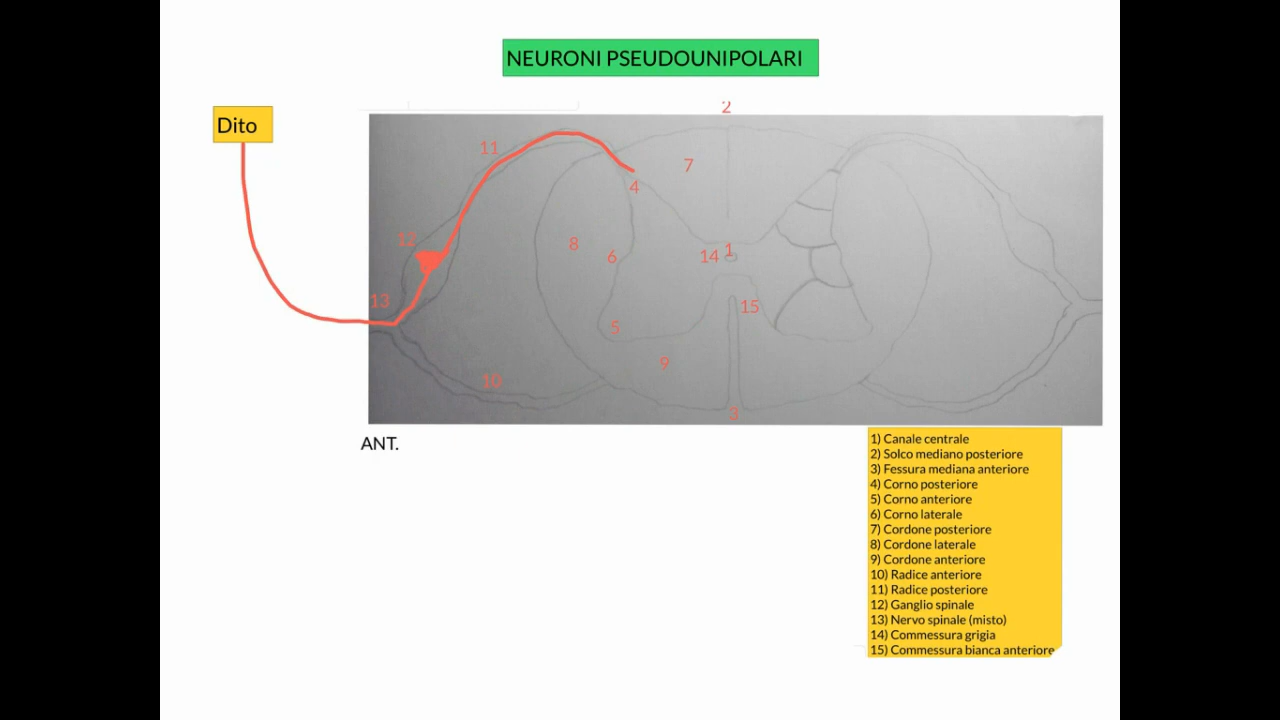 NEURONI PSEUDOUNIPOLARI
Dito
2
11
7
4
12
8
6
14
1
13
15
5
9
10
3
ANT.
1) Canale centrale
2) Solco mediano posteriore
3) Fessura mediana anteriore
4) Corno posteriore
5) Corno anteriore
6) Corno laterale
7) Cordone posteriore
8) Cordone laterale
9) Cordone anteriore
10) Radice anteriore
11) Radice posteriore
12) Ganglio spinale
13) Nervo spinale (misto)
14) Commessura grigia
15) Commessura bianca anteriore